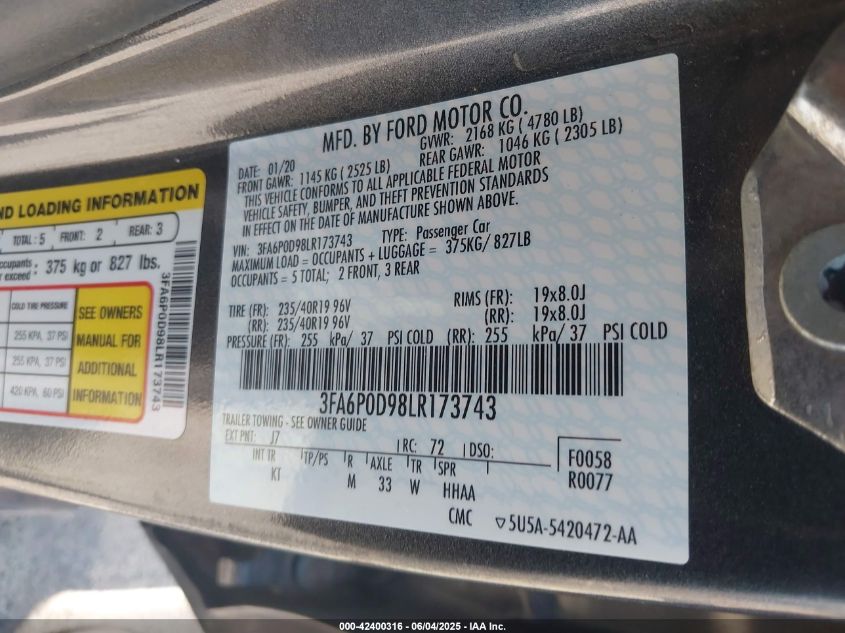 ND LOADING INFORMATION
TOTAL: 5 FRONT: 2 REAR: 3
375 kg or 827 lbs.
exceed:
COLD TIRE PRESSURE
255 KPA, 37 PSI
255 KPA, 37 PSI
420 KPA, 60 PSI
SEE OWNERS
MANUAL FOR
ADDITIONAL
INFORMATION
3FA6P0D98LR173743
MFD. BY FORD MOTOR CO.
DATE: 01/20 GVWR: 2168 KG ( 4780 LB)
FRONT GAWR: 1145 KG ( 2525 LB) REAR GAWR: 1046 KG ( 2305 LB)
THIS VEHICLE CONFORMS TO ALL APPLICABLE FEDERAL MOTOR
VEHICLE SAFETY, BUMPER, AND THEFT PREVENTION STANDARDS
IN EFFECT ON THE DATE OF MANUFACTURE SHOWN ABOVE.
VIN: 3FA6P0D98LR173743 TYPE: Passenger Car
MAXIMUM LOAD = OCCUPANTS + LUGGAGE = 375KG/ 827LB
OCCUPANTS = 5 TOTAL; 2 FRONT, 3 REAR
TIRE (FR): 235/40R19 96V RIMS (FR): 19x8.0J
(RR): 235/40R19 96V (RR): 19x8.0J
PRESSURE (FR): 255 kPa/ 37 PSI COLD (RR): 255 kPa/ 37 PSI COLD
3FA6P0D98LR173743
TRAILER TOWING - SEE OWNER GUIDE
EXT PNT: J7 RC: 72 DSO: F0058
INT TR TP/PS R AXLE TR SPR R0077
KT M 33 W HHAA
CMC ▽5U5A-5420472-AA
000-42400316 - 06/04/2025 - IAA Inc.